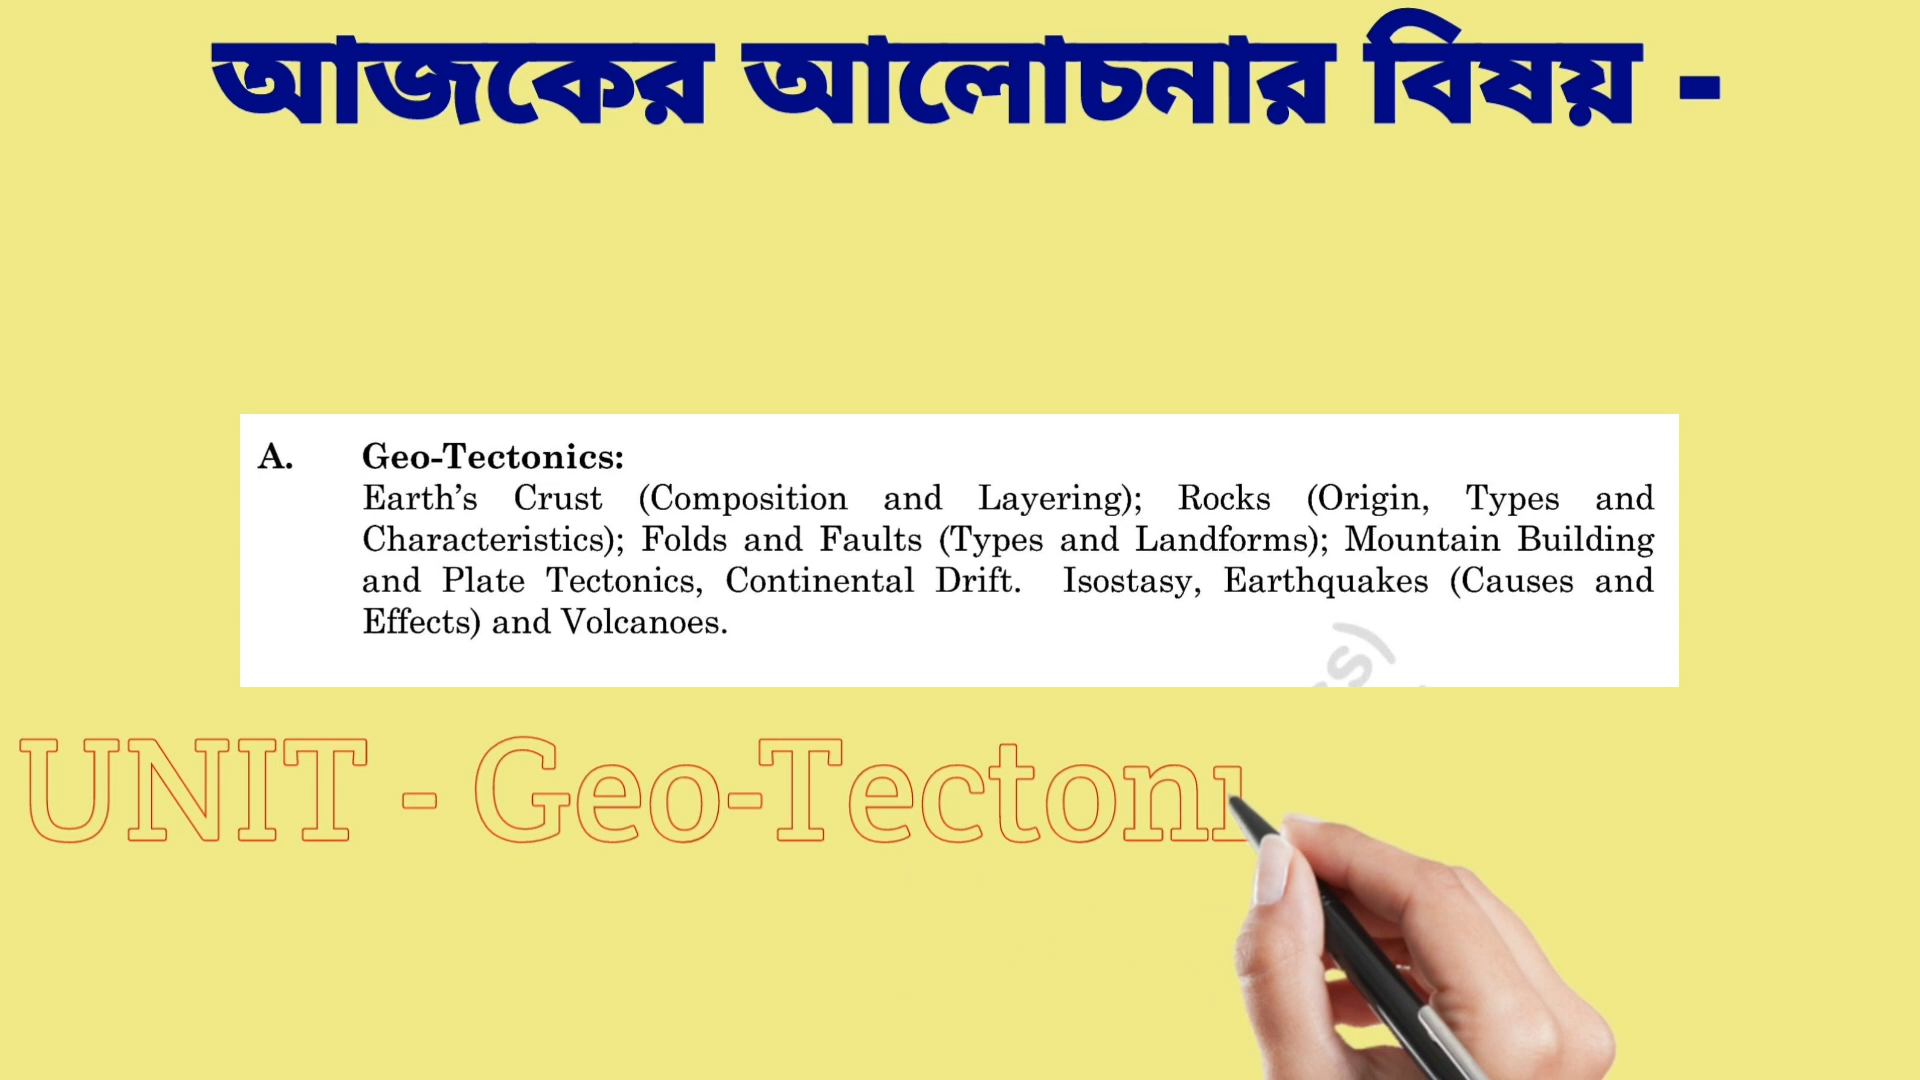 আজকের আলোচনার বিষয় -
A. Geo-Tectonics:
Earth's Crust (Composition and Layering); Rocks (Origin, Types and
Characteristics); Folds and Faults (Types and Landforms); Mountain Building
and Plate Tectonics, Continental Drift. Isostasy, Earthquakes (Causes and
Effects) and Volcanoes.
UNIT - Geo-Tectoni